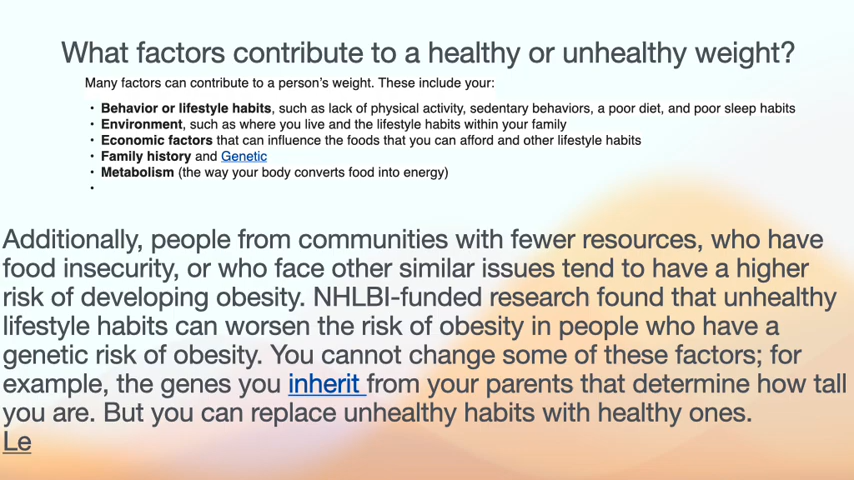 What factors contribute to a healthy or unhealthy weight?
Many factors can contribute to a person's weight. These include your:
• Behavior or lifestyle habits, such as lack of physical activity, sedentary behaviors, a poor diet, and poor sleep habits
• Environment, such as where you live and the lifestyle habits within your family
• Economic factors that can influence the foods that you can afford and other lifestyle habits
• Family history and Genetic
• Metabolism (the way your body converts food into energy)
•
Additionally, people from communities with fewer resources, who have
food insecurity, or who face other similar issues tend to have a higher
risk of developing obesity. NHLBI-funded research found that unhealthy
lifestyle habits can worsen the risk of obesity in people who have a
genetic risk of obesity. You cannot change some of these factors; for
example, the genes you inherit from your parents that determine how tall
you are. But you can replace unhealthy habits with healthy ones.
Le